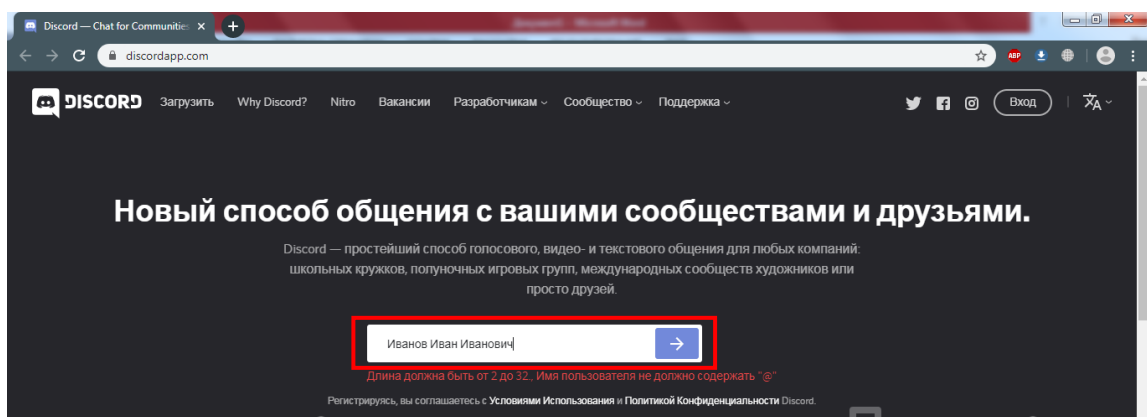 Discord — Chat for Communities
discordapp.com
ABP
DISCORD Загрузить Why Discord? Nitro Вакансии Разработчикам Сообщество Поддержка Вход
Новый способ общения с вашими сообществами и друзьями.
Discord — простейший способ голосового, видео- и текстового общения для любых компаний:
школьных кружков, полуночных игровых групп, международных сообществ художников или
просто друзей.
Иванов Иван Иванович
Длина должна быть от 2 до 32., Имя пользователя не должно содержать "@"
Регистрируясь, вы соглашаетесь с Условиями Использования и Политикой Конфиденциальности Discord.